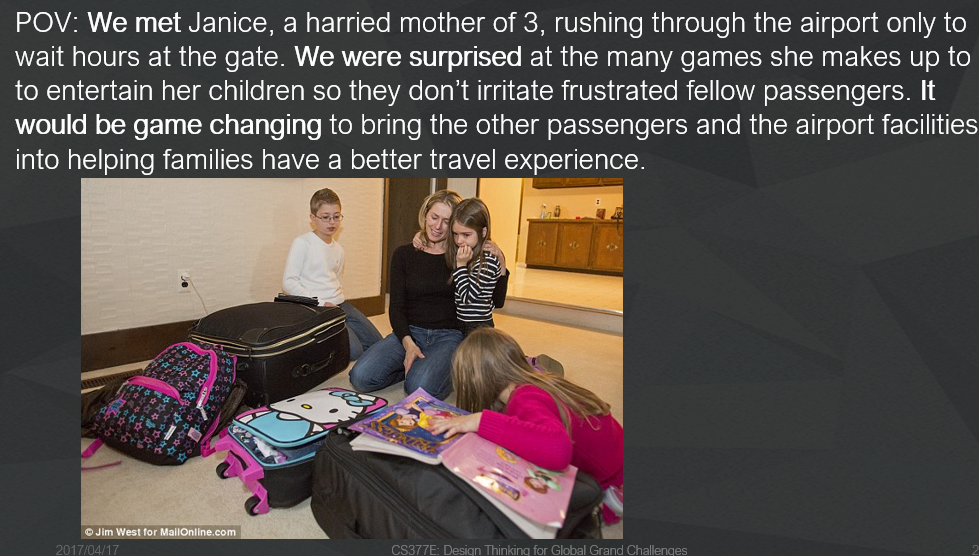 POV: We met Janice, a harried mother of 3, rushing through the airport only to
wait hours at the gate. We were surprised at the many games she makes up to
to entertain her children so they don’t irritate frustrated fellow passengers. It
would be game changing to bring the other passengers and the airport facilities
into helping families have a better travel experience.
© Jim West for MailOnline.com
2017/04/17
CS377E: Design Thinking for Global Grand Challenges